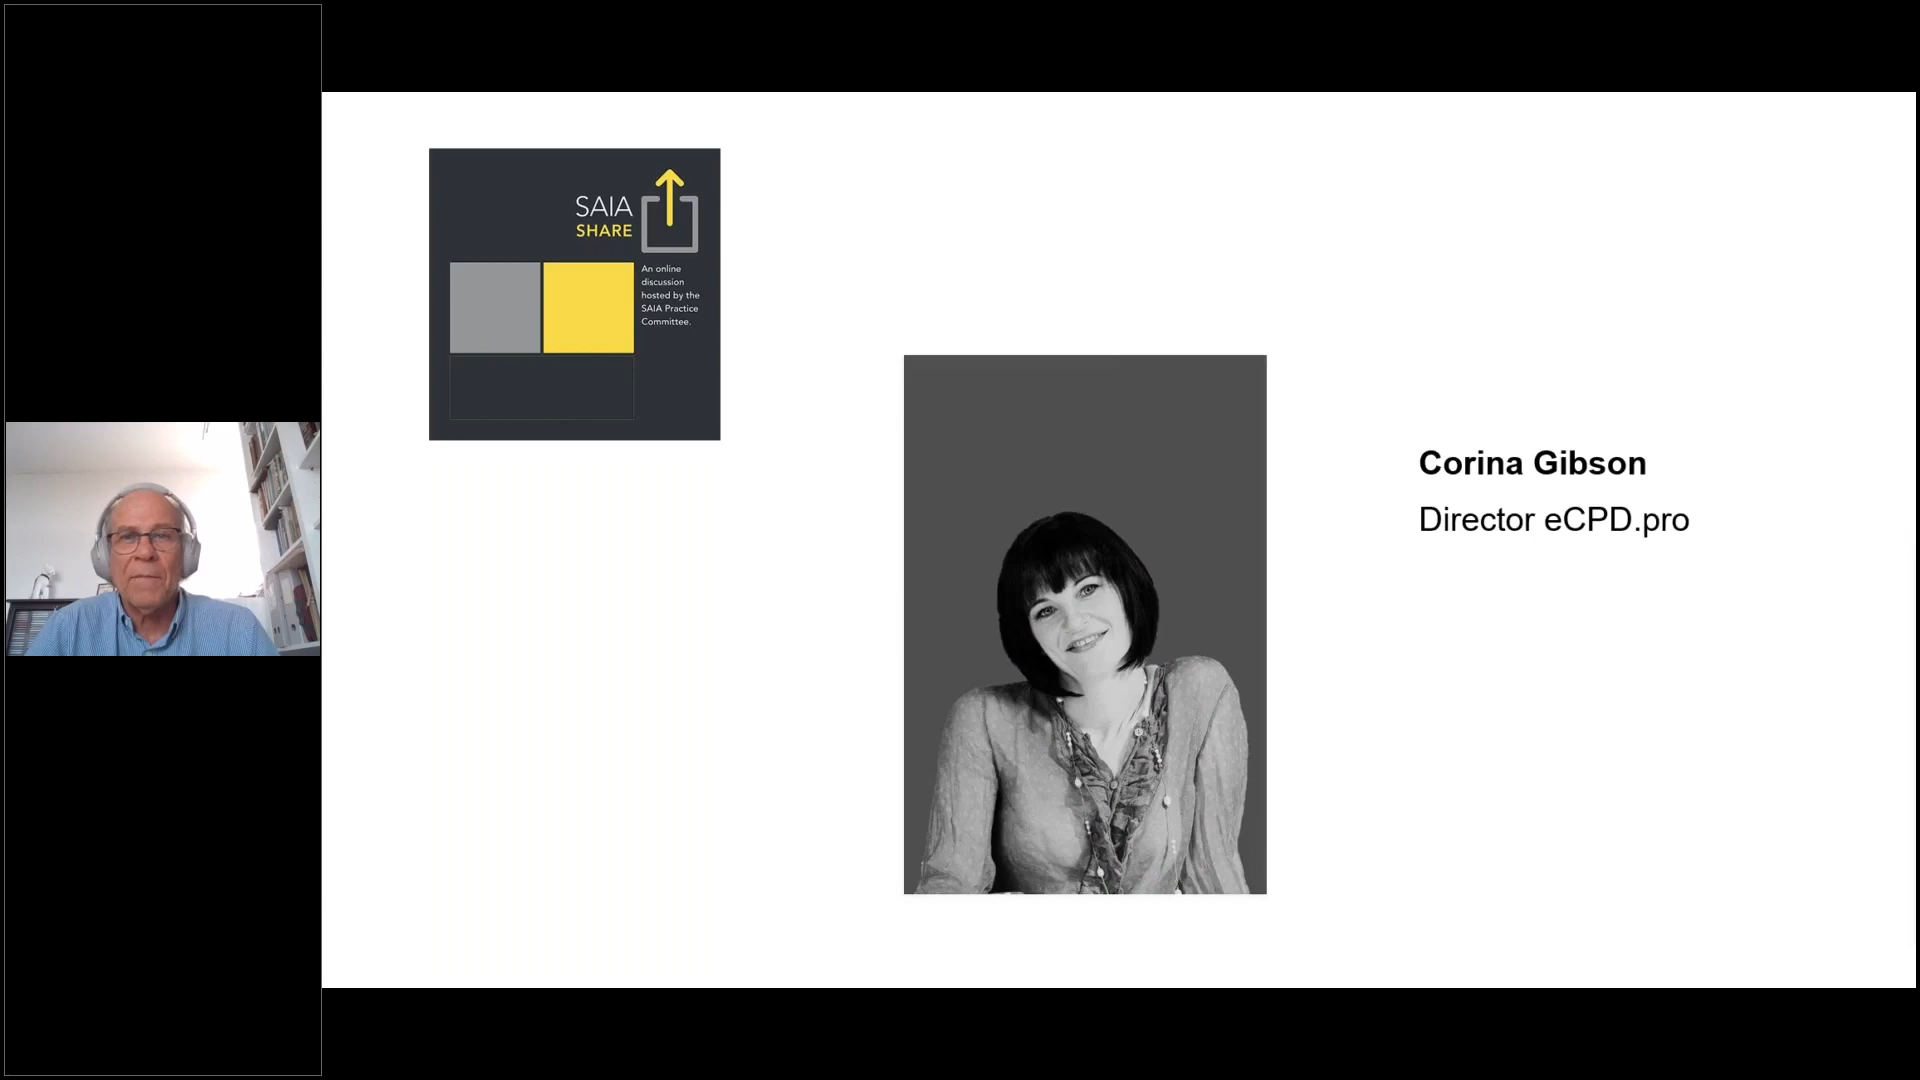 SAIA
SHARE
An online
discussion
hosted by the
SAIA Practice
Committee.
Corina Gibson
Director eCPD.pro